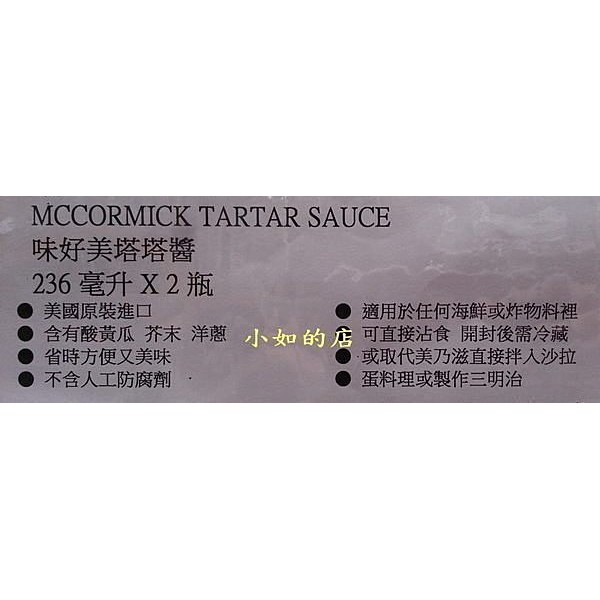 MCCORMICK TARTAR SAUCE
味好美塔塔醬
236 毫升 X 2 瓶
● 美國原裝進口
● 含有酸黃瓜 芥末 洋蔥
● 省時方便又美味
● 不含人工防腐劑
小如的店
● 適用於任何海鮮或炸物料裡
● 可直接沾食 開封後需冷藏
● 或取代美乃滋直接拌入沙拉
● 蛋料理或製作三明治